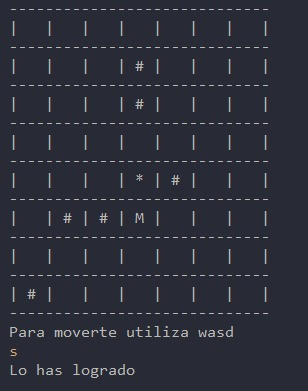 -----------------------------
|   |   |   |   |   |   |   |
-----------------------------
|   |   |   | # |   |   |   |
-----------------------------
|   |   |   | # |   |   |   |
-----------------------------
|   |   |   |   |   |   |   |
-----------------------------
|   |   |   | * | # |   |   |
-----------------------------
|   | # | # | M |   |   |   |
-----------------------------
|   |   |   |   |   |   |   |
-----------------------------
| # |   |   |   |   |   |   |
-----------------------------
Para moverte utiliza wasd
s
Lo has logrado